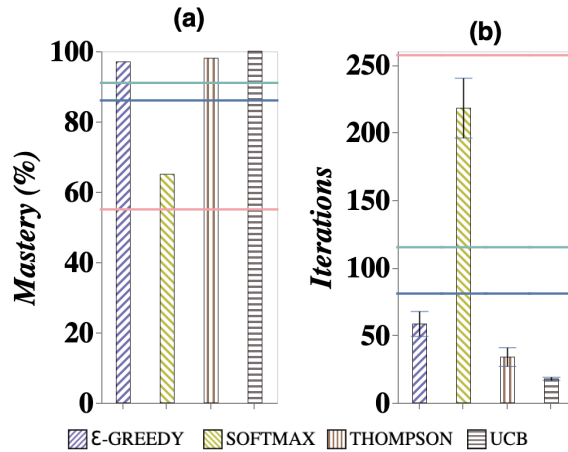 (a)
(b)
Mastery (%)
100
80
60
40
20
0
Iterations
250
200
150
100
50
0
Ɛ-GREEDY SOFTMAX THOMPSON UCB